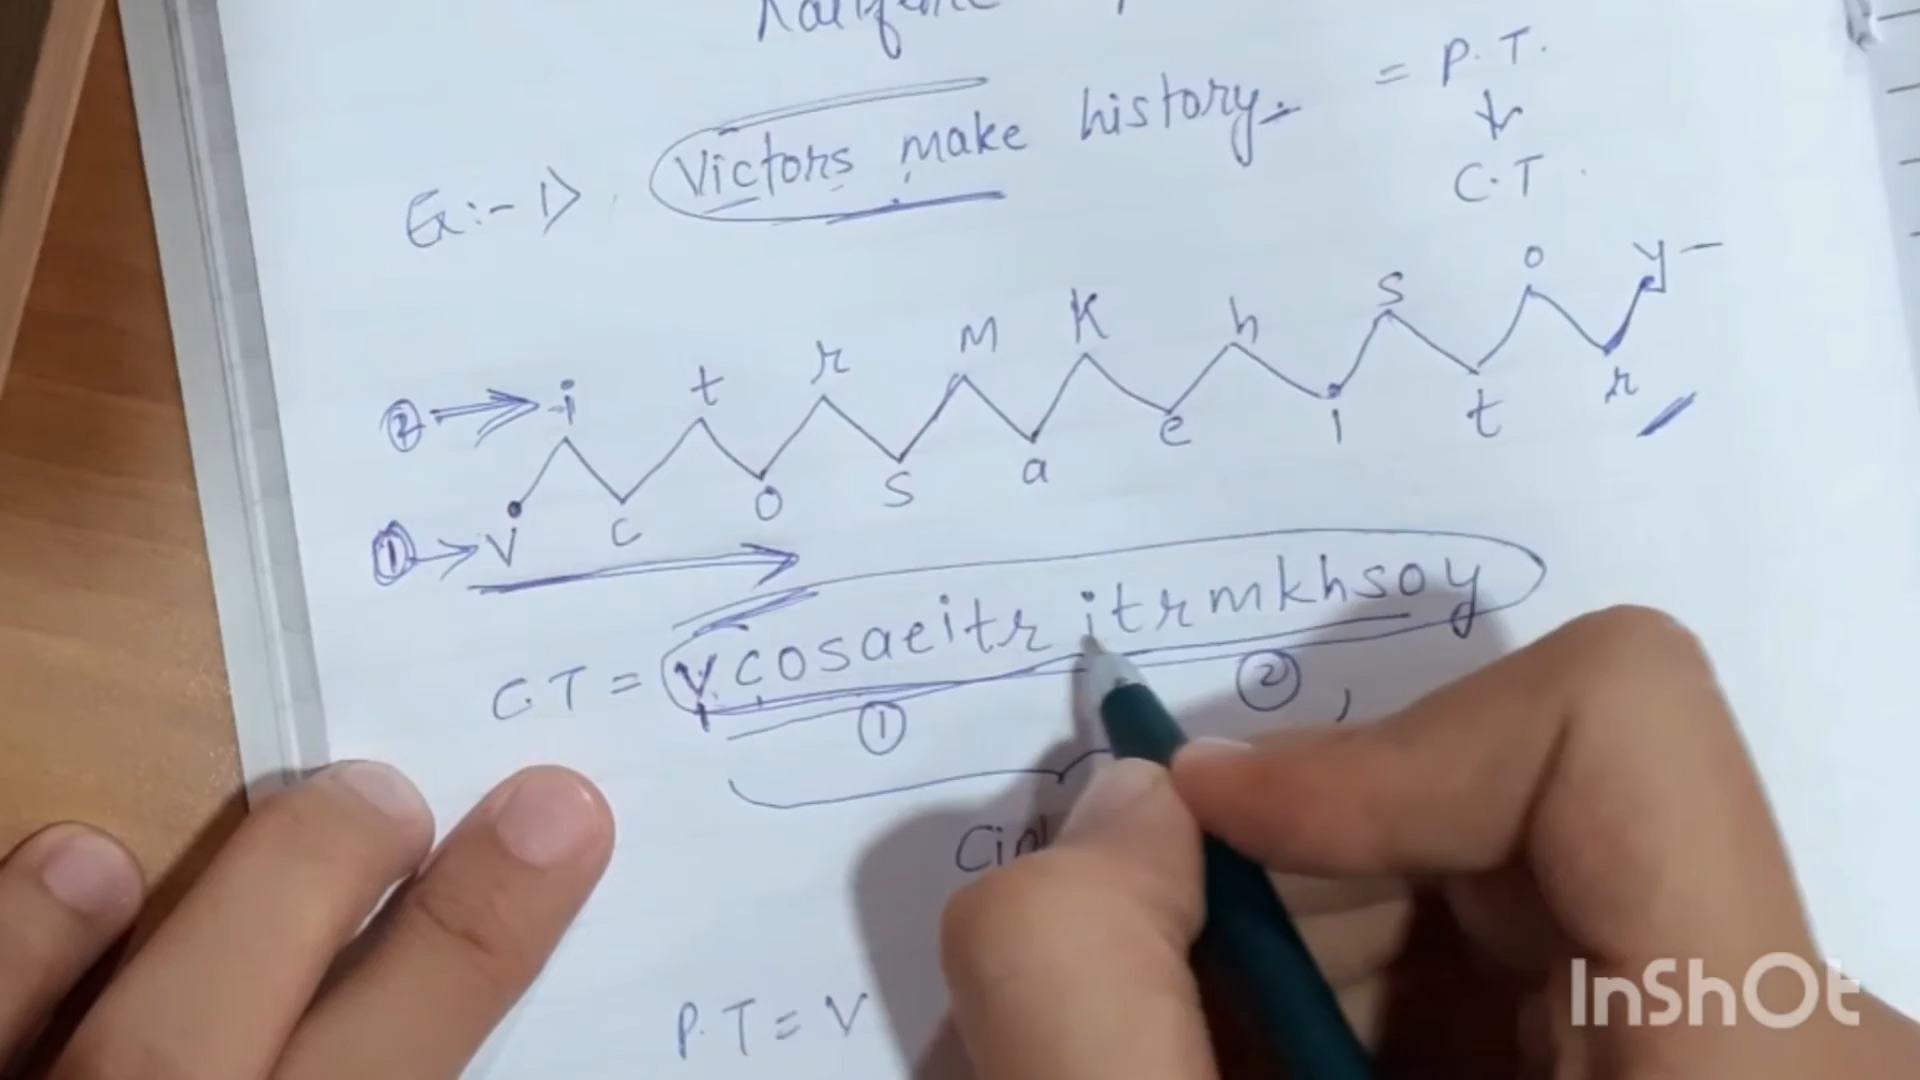 Ex:- 1) Victors make history. = P.T.
C.T.
② i t r M K h s o y
① V c o s a e i t r
C.T = vcosaeitr itrmkhsoy
① ② ,
P.T = V
InShOt